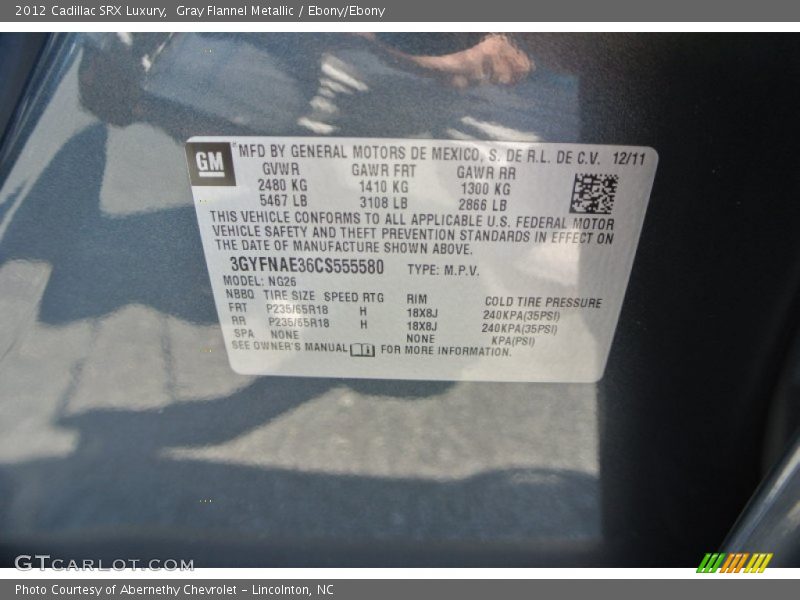 2012 Cadillac SRX Luxury,  Gray Flannel Metallic / Ebony/Ebony
GM
MFD BY GENERAL MOTORS DE MEXICO, S. DE R.L. DE C.V. 12/11
GVWR GAWR FRT GAWR RR
2480 KG 1410 KG 1300 KG
5467 LB 3108 LB 2866 LB
THIS VEHICLE CONFORMS TO ALL APPLICABLE U.S. FEDERAL MOTOR
VEHICLE SAFETY AND THEFT PREVENTION STANDARDS IN EFFECT ON
THE DATE OF MANUFACTURE SHOWN ABOVE.
3GYFNAE36CS555580 TYPE: M.P.V.
MODEL: NG26
NBBQ TIRE SIZE SPEED RTG RIM COLD TIRE PRESSURE
FRT P235/65R18 H 18X8J 240KPA(35PSI)
RR P235/65R18 H 18X8J 240KPA(35PSI)
SPA NONE NONE KPA(PSI)
SEE OWNER'S MANUAL FOR MORE INFORMATION.
GTCARLOT.COM
Photo Courtesy of Abernethy Chevrolet – Lincolnton, NC